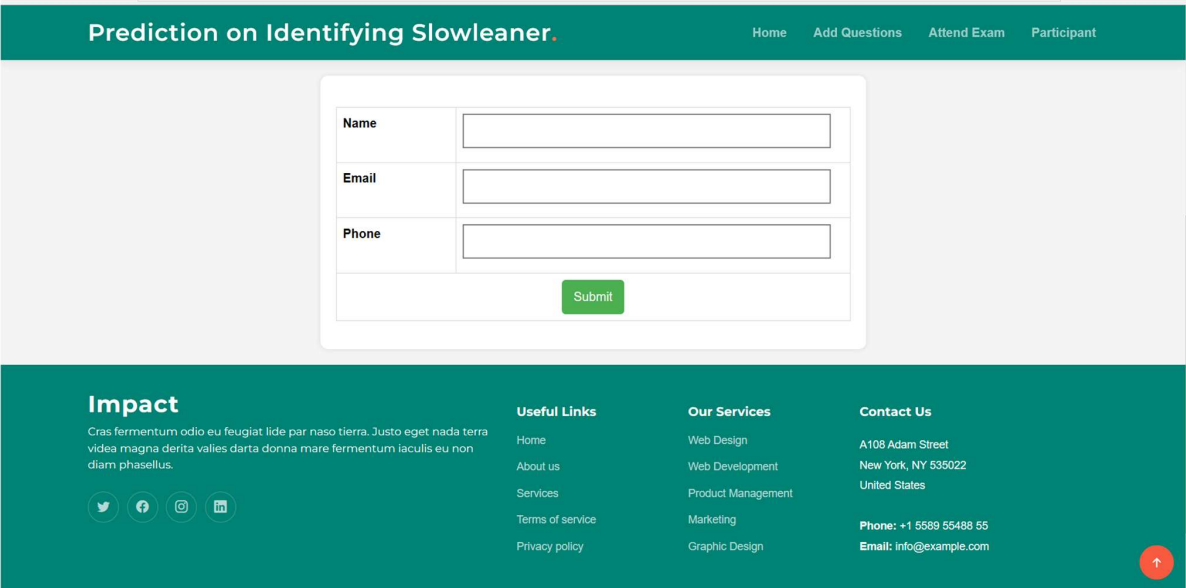 Prediction on Identifying Slowleaner.
Home Add Questions Attend Exam Participant
Name
Email
Phone
Submit
Impact
Cras fermentum odio eu feugiat lide par naso tierra. Justo eget nada terra
videa magna derita valies darta donna mare fermentum iaculis eu non
diam phasellus.
Useful Links
Home
About us
Services
Terms of service
Privacy policy
Our Services
Web Design
Web Development
Product Management
Marketing
Graphic Design
Contact Us
A108 Adam Street
New York, NY 535022
United States
Phone: +1 5589 55488 55
Email: info@example.com